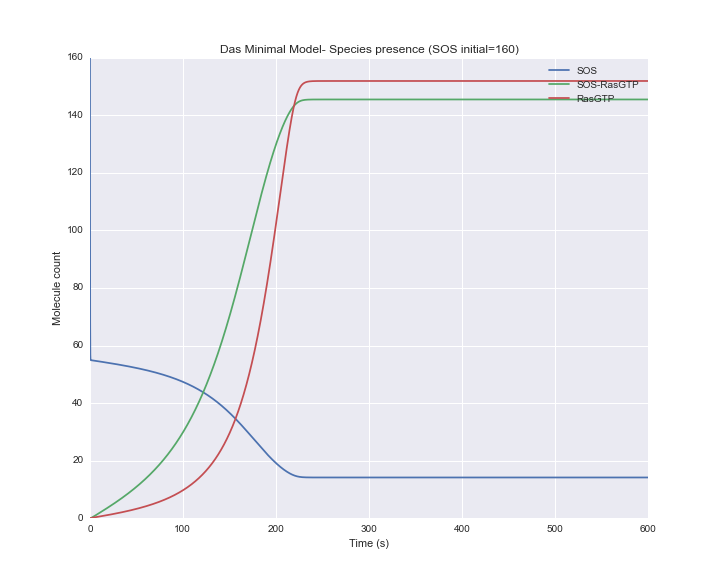 Das Minimal Model- Species presence (SOS initial=160)
160
140
120
100
80
60
40
20
0
Molecule count
SOS
SOS-RasGTP
RasGTP
0 100 200 300 400 500 600
Time (s)